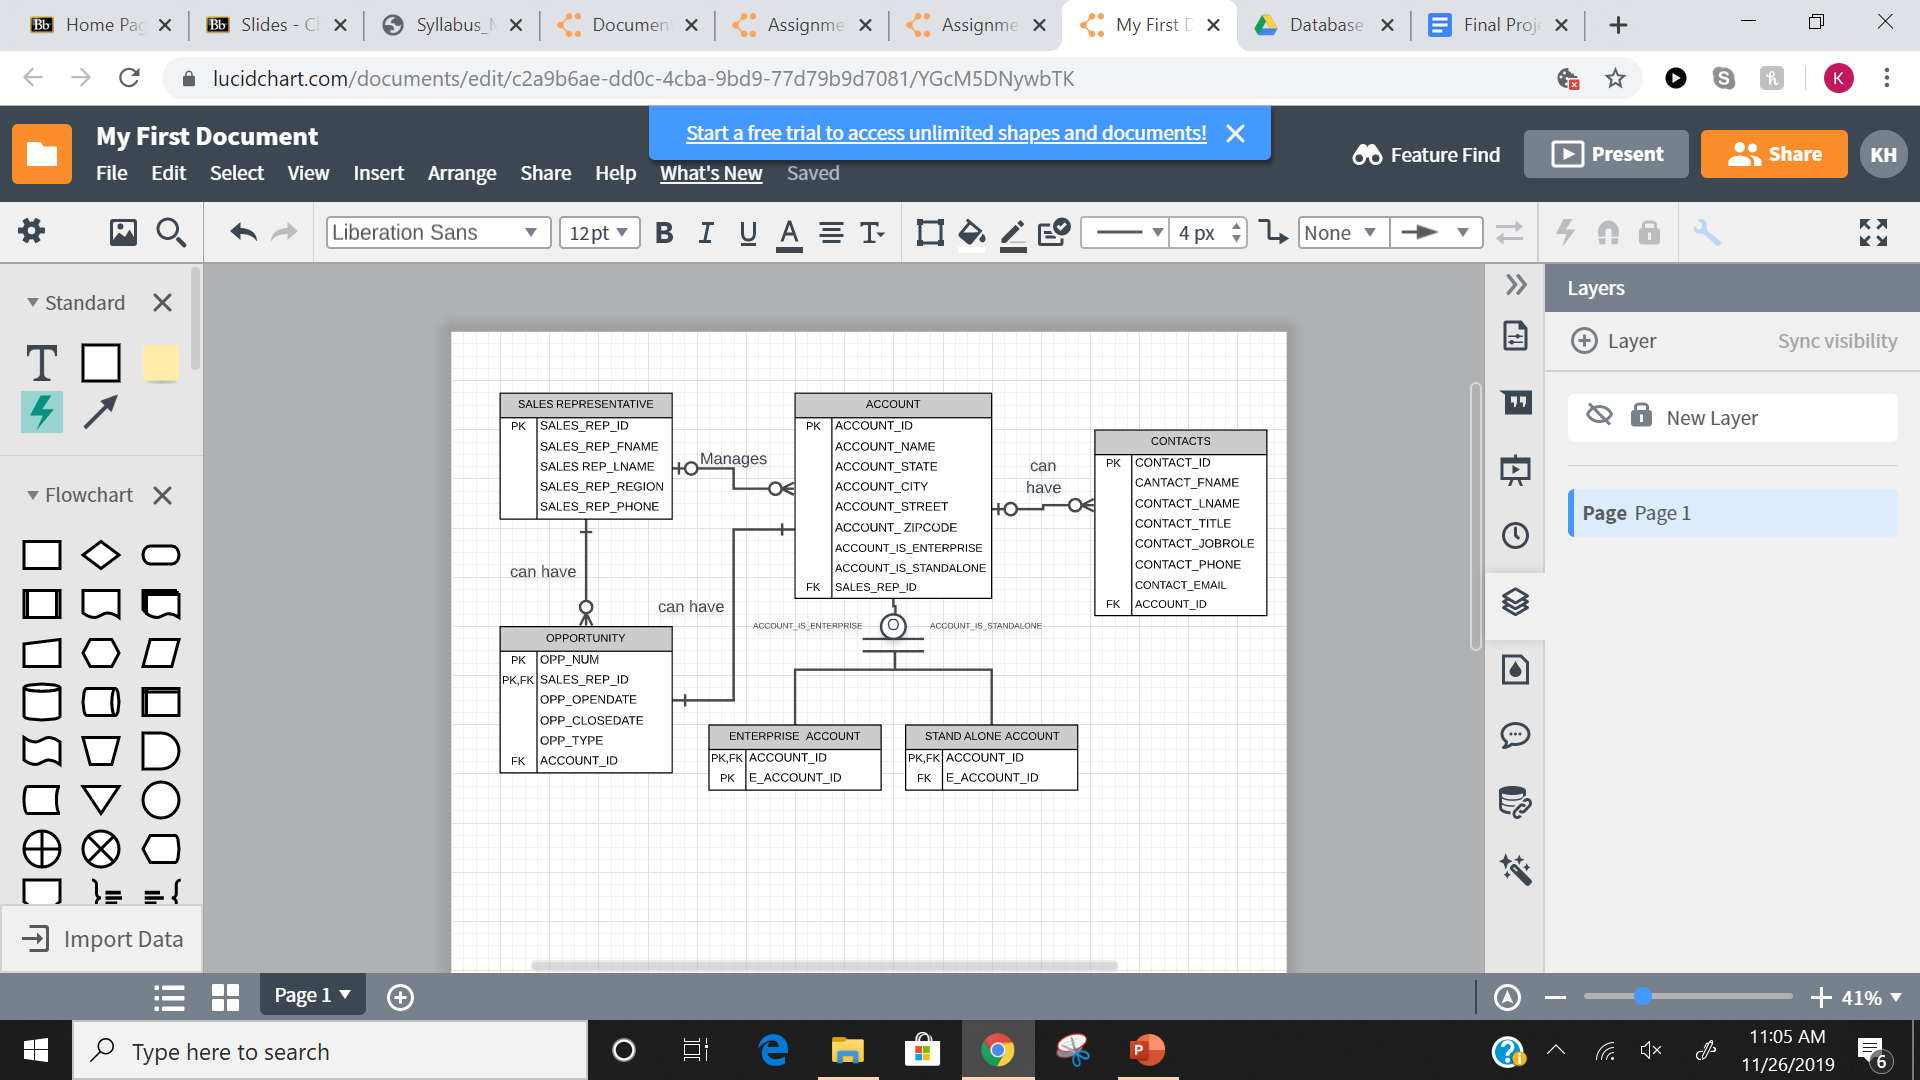 Home Pag
Slides - Ch
Syllabus_M
Document
Assignme
Assignme
My First D
Database
Final Proje
lucidchart.com/documents/edit/c2a9b6ae-dd0c-4cba-9bd9-77d79b9d7081/YGcM5DNywbTK
K
My First Document
Start a free trial to access unlimited shapes and documents!
Feature Find
Present
Share
KH
File Edit Select View Insert Arrange Share Help What's New Saved
Liberation Sans
12pt
B I U A T
4 px
None
Standard
T
Flowchart
Import Data
SALES REPRESENTATIVE
PK SALES_REP_ID
SALES_REP_FNAME
SALES REP_LNAME
SALES_REP_REGION
SALES_REP_PHONE
Manages
ACCOUNT
PK ACCOUNT_ID
ACCOUNT_NAME
ACCOUNT_STATE
ACCOUNT_CITY
ACCOUNT_STREET
ACCOUNT_ ZIPCODE
ACCOUNT_IS_ENTERPRISE
ACCOUNT_IS_STANDALONE
FK SALES_REP_ID
can
have
CONTACTS
PK CONTACT_ID
CANTACT_FNAME
CONTACT_LNAME
CONTACT_TITLE
CONTACT_JOBROLE
CONTACT_PHONE
CONTACT_EMAIL
FK ACCOUNT_ID
can have
can have
ACCOUNT_IS_ENTERPRISE
O
ACCOUNT_IS_STANDALONE
OPPORTUNITY
PK OPP_NUM
PK,FK SALES_REP_ID
OPP_OPENDATE
OPP_CLOSEDATE
OPP_TYPE
FK ACCOUNT_ID
ENTERPRISE ACCOUNT
PK,FK ACCOUNT_ID
PK E_ACCOUNT_ID
STAND ALONE ACCOUNT
PK,FK ACCOUNT_ID
FK E_ACCOUNT_ID
Layers
Layer
Sync visibility
New Layer
Page Page 1
Page 1
41%
Type here to search
11:05 AM
11/26/2019
6